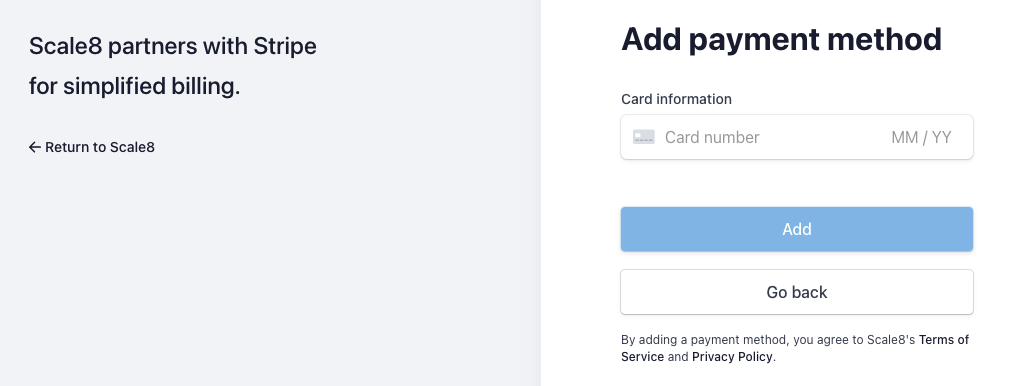 Scale8 partners with Stripe
for simplified billing.
← Return to Scale8
Add payment method
Card information
Card number MM / YY
Add
Go back
By adding a payment method, you agree to Scale8's Terms of
Service and Privacy Policy.